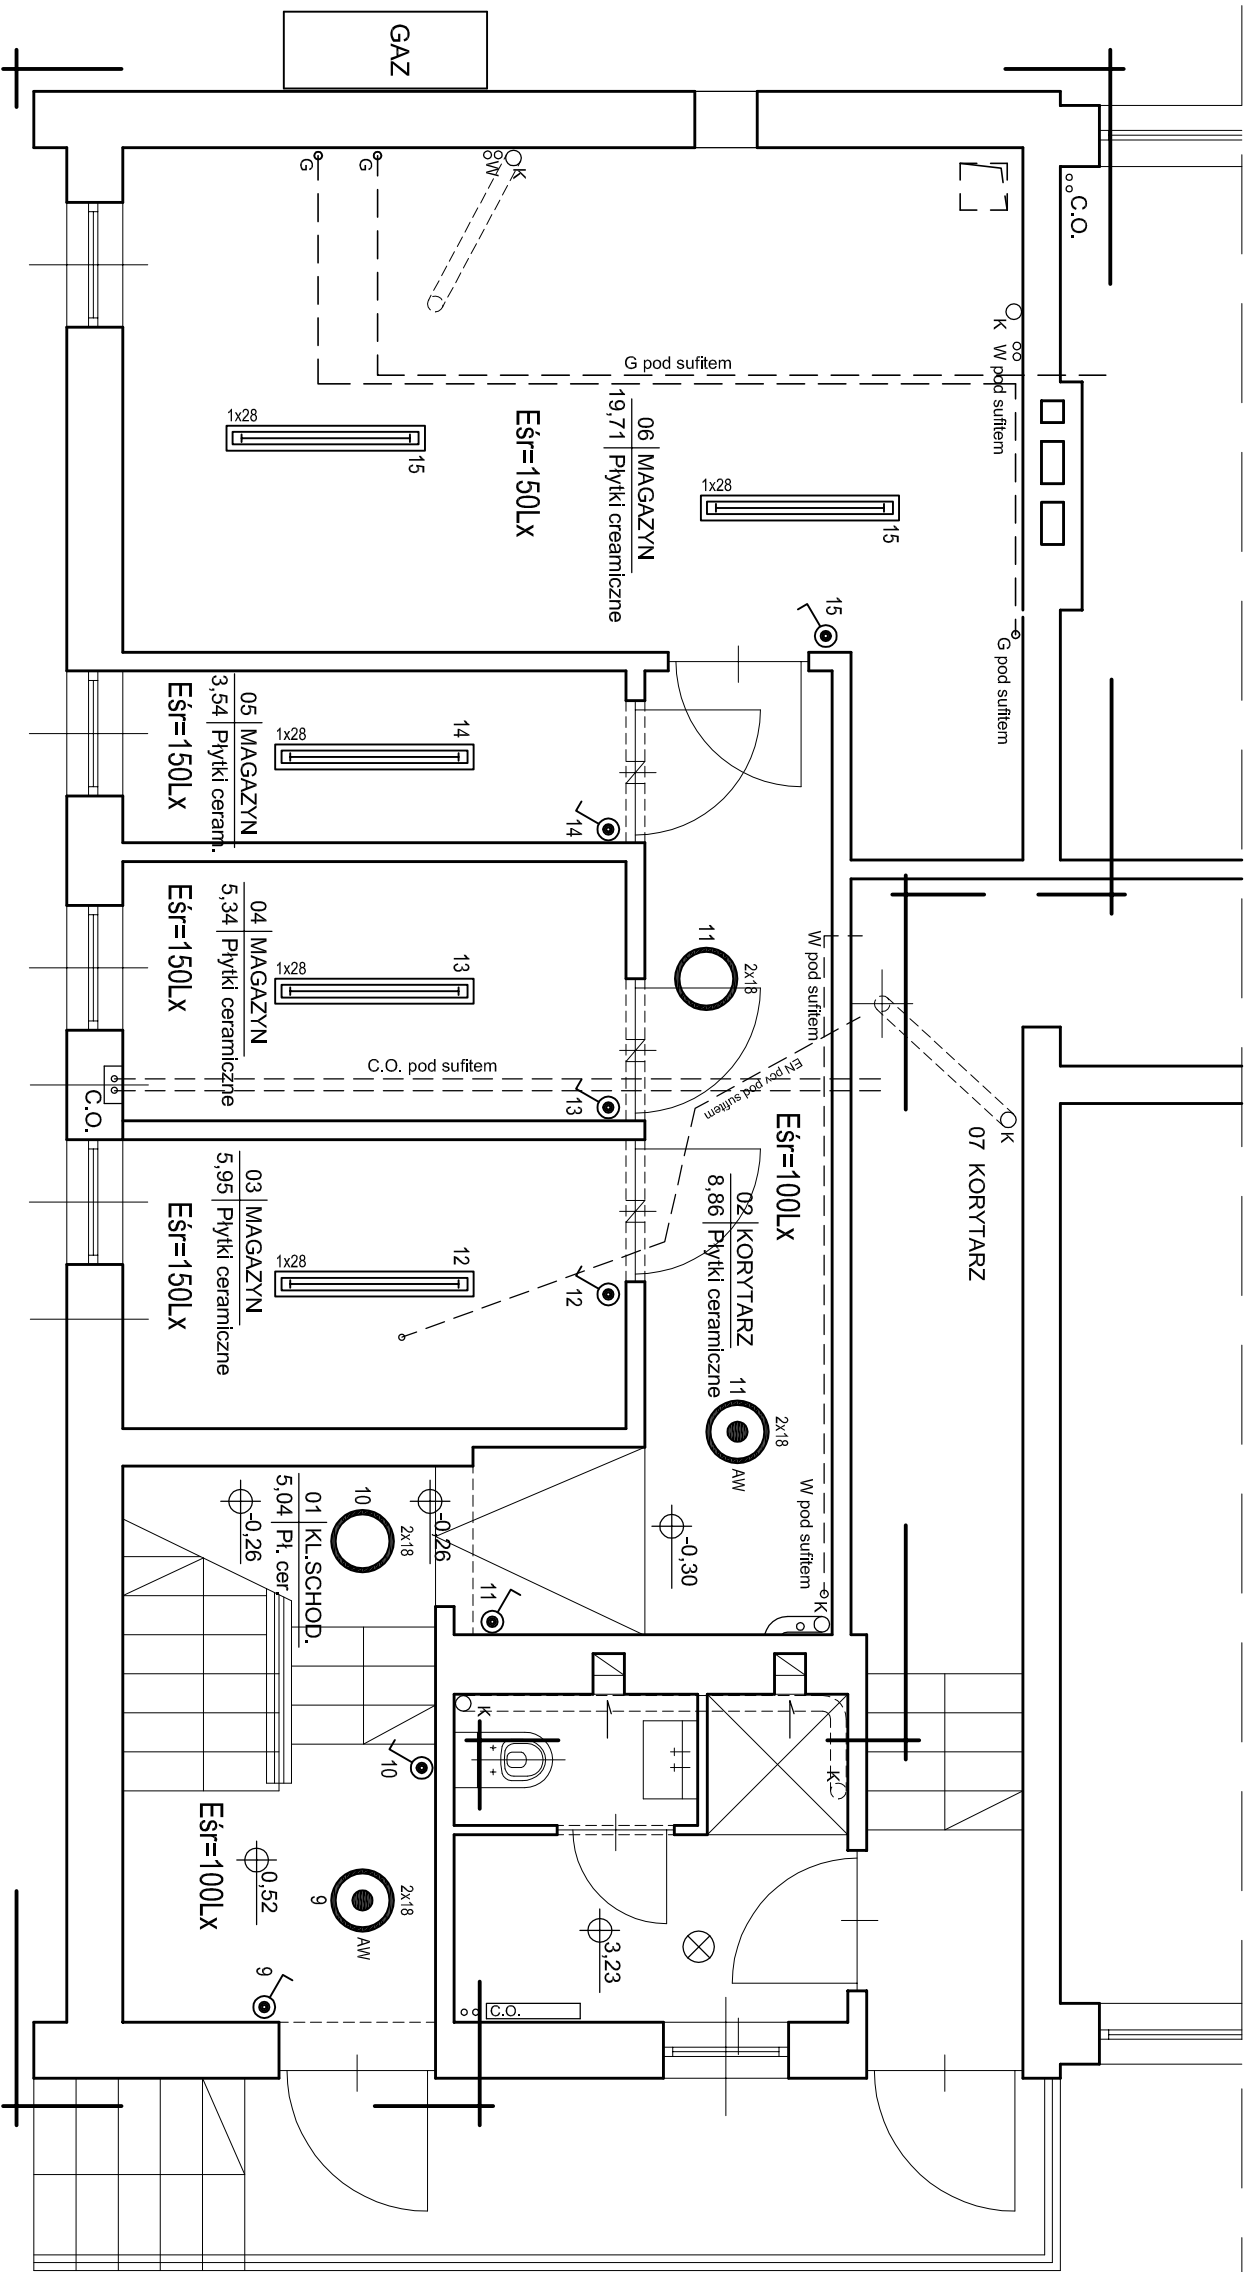 GAZ
G
G
W
K
C.O.
K
W pod sufitem
G pod sufitem
G pod sufitem
1x28
15
Eśr=150Lx
06 MAGAZYN
19,71 Płytki creamiczne
1x28
15
15
05 MAGAZYN
3,54 Płytki ceram.
Eśr=150Lx
1x28
14
14
04 MAGAZYN
5,34 Płytki ceramiczne
Eśr=150Lx
1x28
13
13
C.O. pod sufitem
C.O.
03 MAGAZYN
5,95 Płytki ceramiczne
Eśr=150Lx
1x28
12
12
11
2x18
W pod sufitem
EN pcv pod sufitem
Eśr=100Lx
02 KORYTARZ
8,86 Płytki ceramiczne
11
2x18
AW
K
07 KORYTARZ
W pod sufitem
K
-0,30
-0,26
-0,26
01 KL.SCHOD.
5,04 Pł. cer.
10
2x18
11
10
K
K
Eśr=100Lx
0,52
9
2x18
AW
9
3,23
C.O.